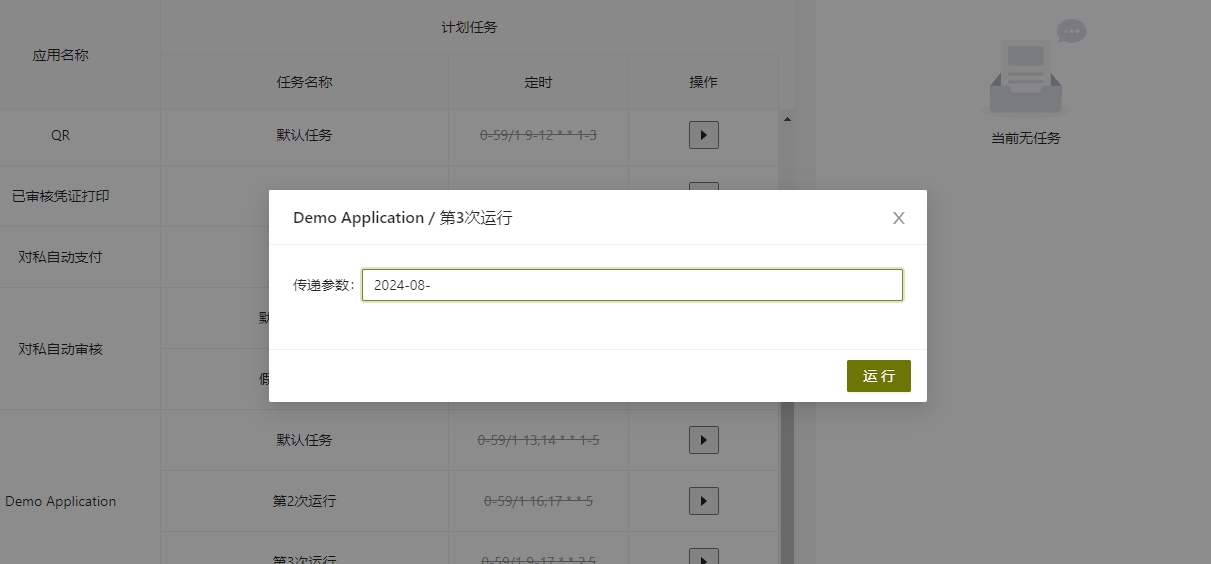 计划任务
应用名称
任务名称 定时 操作
当前无任务
QR 默认任务 0-59/1 9-12 * * 1-3
已审核凭证打印
Demo Application / 第3次运行
对私自动支付
传递参数： 2024-08-
默
对私自动审核
运 行
默认任务 0-59/1 13,14 * * 1-5
Demo Application 第2次运行 0-59/1 16,17 * * 5
第3次运行 0-59/1 9-17 * * 2,5